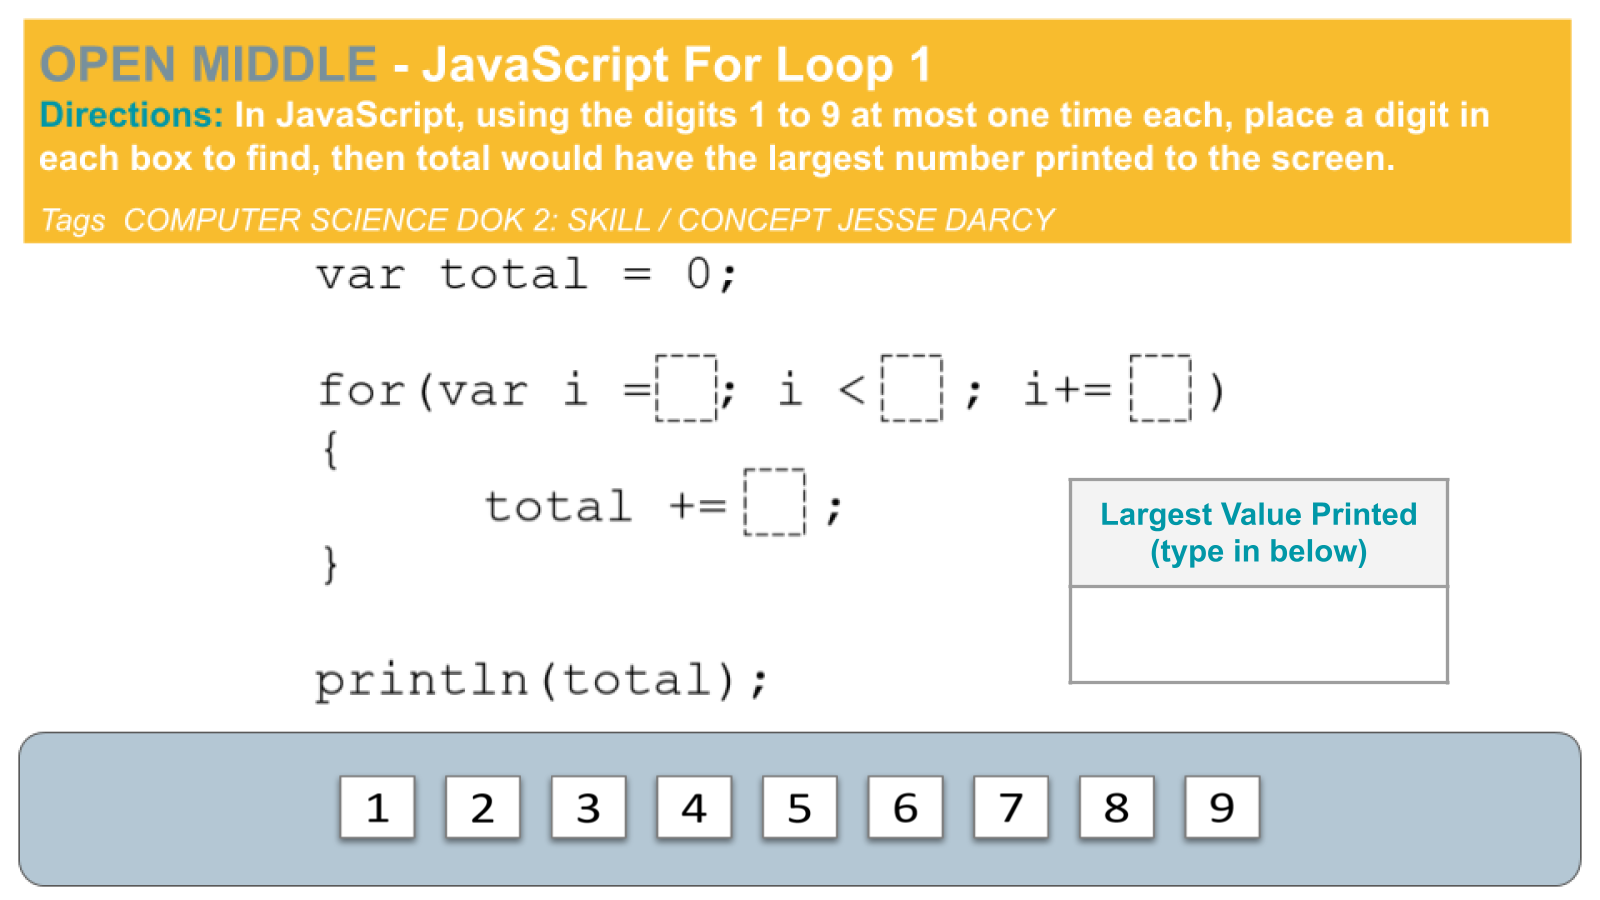 OPEN MIDDLE - JavaScript For Loop 1
Directions: In JavaScript, using the digits 1 to 9 at most one time each, place a digit in
each box to find, then total would have the largest number printed to the screen.
Tags COMPUTER SCIENCE DOK 2: SKILL / CONCEPT JESSE DARCY
var total = 0;
for(var i = ; i < ; i+= )
{
total += ;
}
println(total);
Largest Value Printed
(type in below)
1 2 3 4 5 6 7 8 9